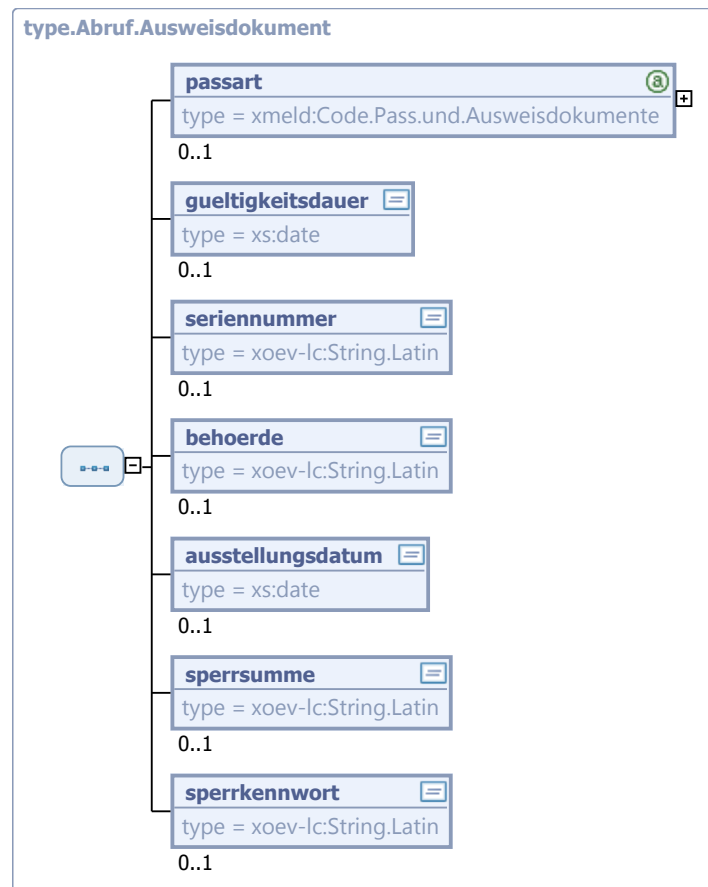 type.Abruf.Ausweisdokument
passart
type = xmeld:Code.Pass.und.Ausweisdokumente
0..1
gueltigkeitsdauer
type = xs:date
0..1
seriennummer
type = xoev-lc:String.Latin
0..1
behoerde
type = xoev-lc:String.Latin
0..1
ausstellungsdatum
type = xs:date
0..1
sperrsumme
type = xoev-lc:String.Latin
0..1
sperrkennwort
type = xoev-lc:String.Latin
0..1